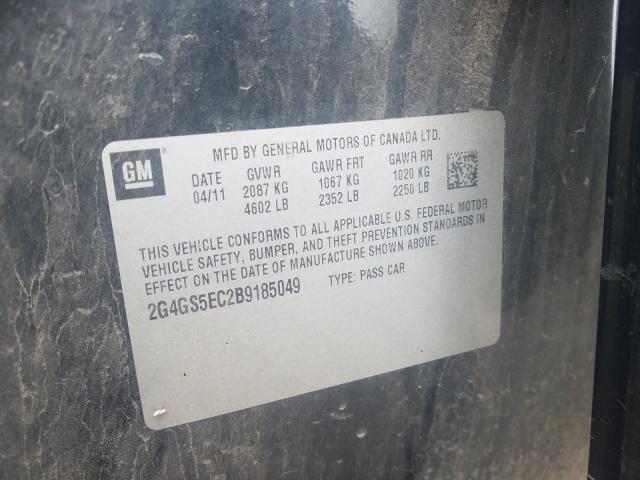 MFD BY GENERAL MOTORS OF CANADA LTD.
GM
DATE GVWR GAWR FRT GAWR RR
04/11 2087 KG 1067 KG 1020 KG
4602 LB 2352 LB 2250 LB
THIS VEHICLE CONFORMS TO ALL APPLICABLE U.S. FEDERAL MOTOR
VEHICLE SAFETY, BUMPER, AND THEFT PREVENTION STANDARDS IN
EFFECT ON THE DATE OF MANUFACTURE SHOWN ABOVE.
2G4GS5EC2B9185049 TYPE: PASS CAR